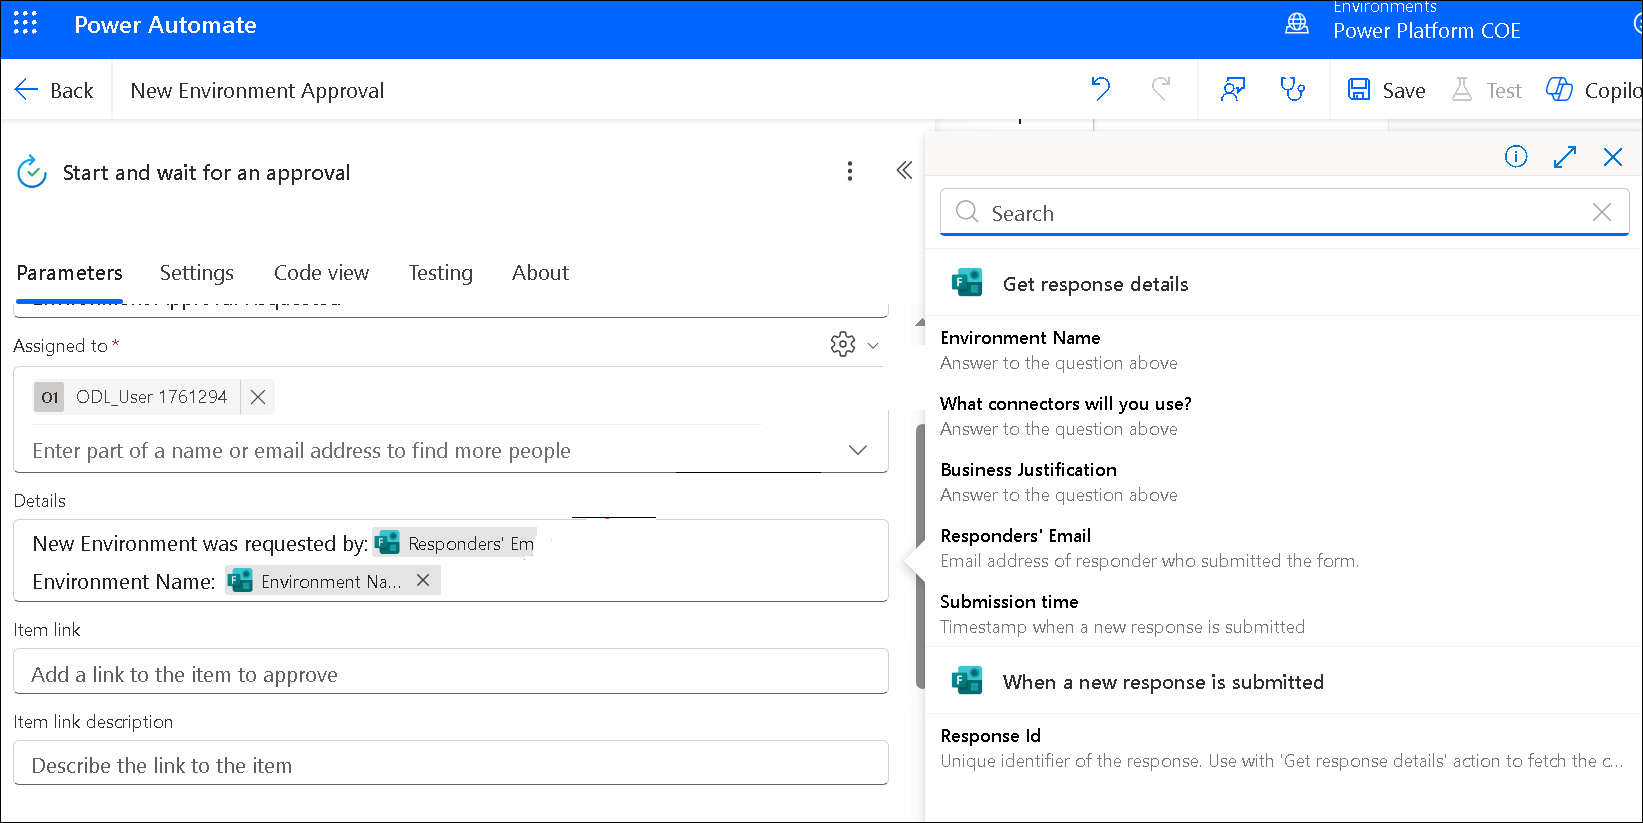 Power Automate
Environments
Power Platform COE
Back
New Environment Approval
Save
Test
Copilo
Start and wait for an approval
Parameters
Settings
Code view
Testing
About
Assigned to *
O1
ODL_User 1761294
Enter part of a name or email address to find more people
Details
New Environment was requested by: Responders' Em
Environment Name: Environment Na...
Item link
Add a link to the item to approve
Item link description
Describe the link to the item
Search
Get response details
Environment Name
Answer to the question above
What connectors will you use?
Answer to the question above
Business Justification
Answer to the question above
Responders' Email
Email address of responder who submitted the form.
Submission time
Timestamp when a new response is submitted
When a new response is submitted
Response Id
Unique identifier of the response. Use with 'Get response details' action to fetch the c...